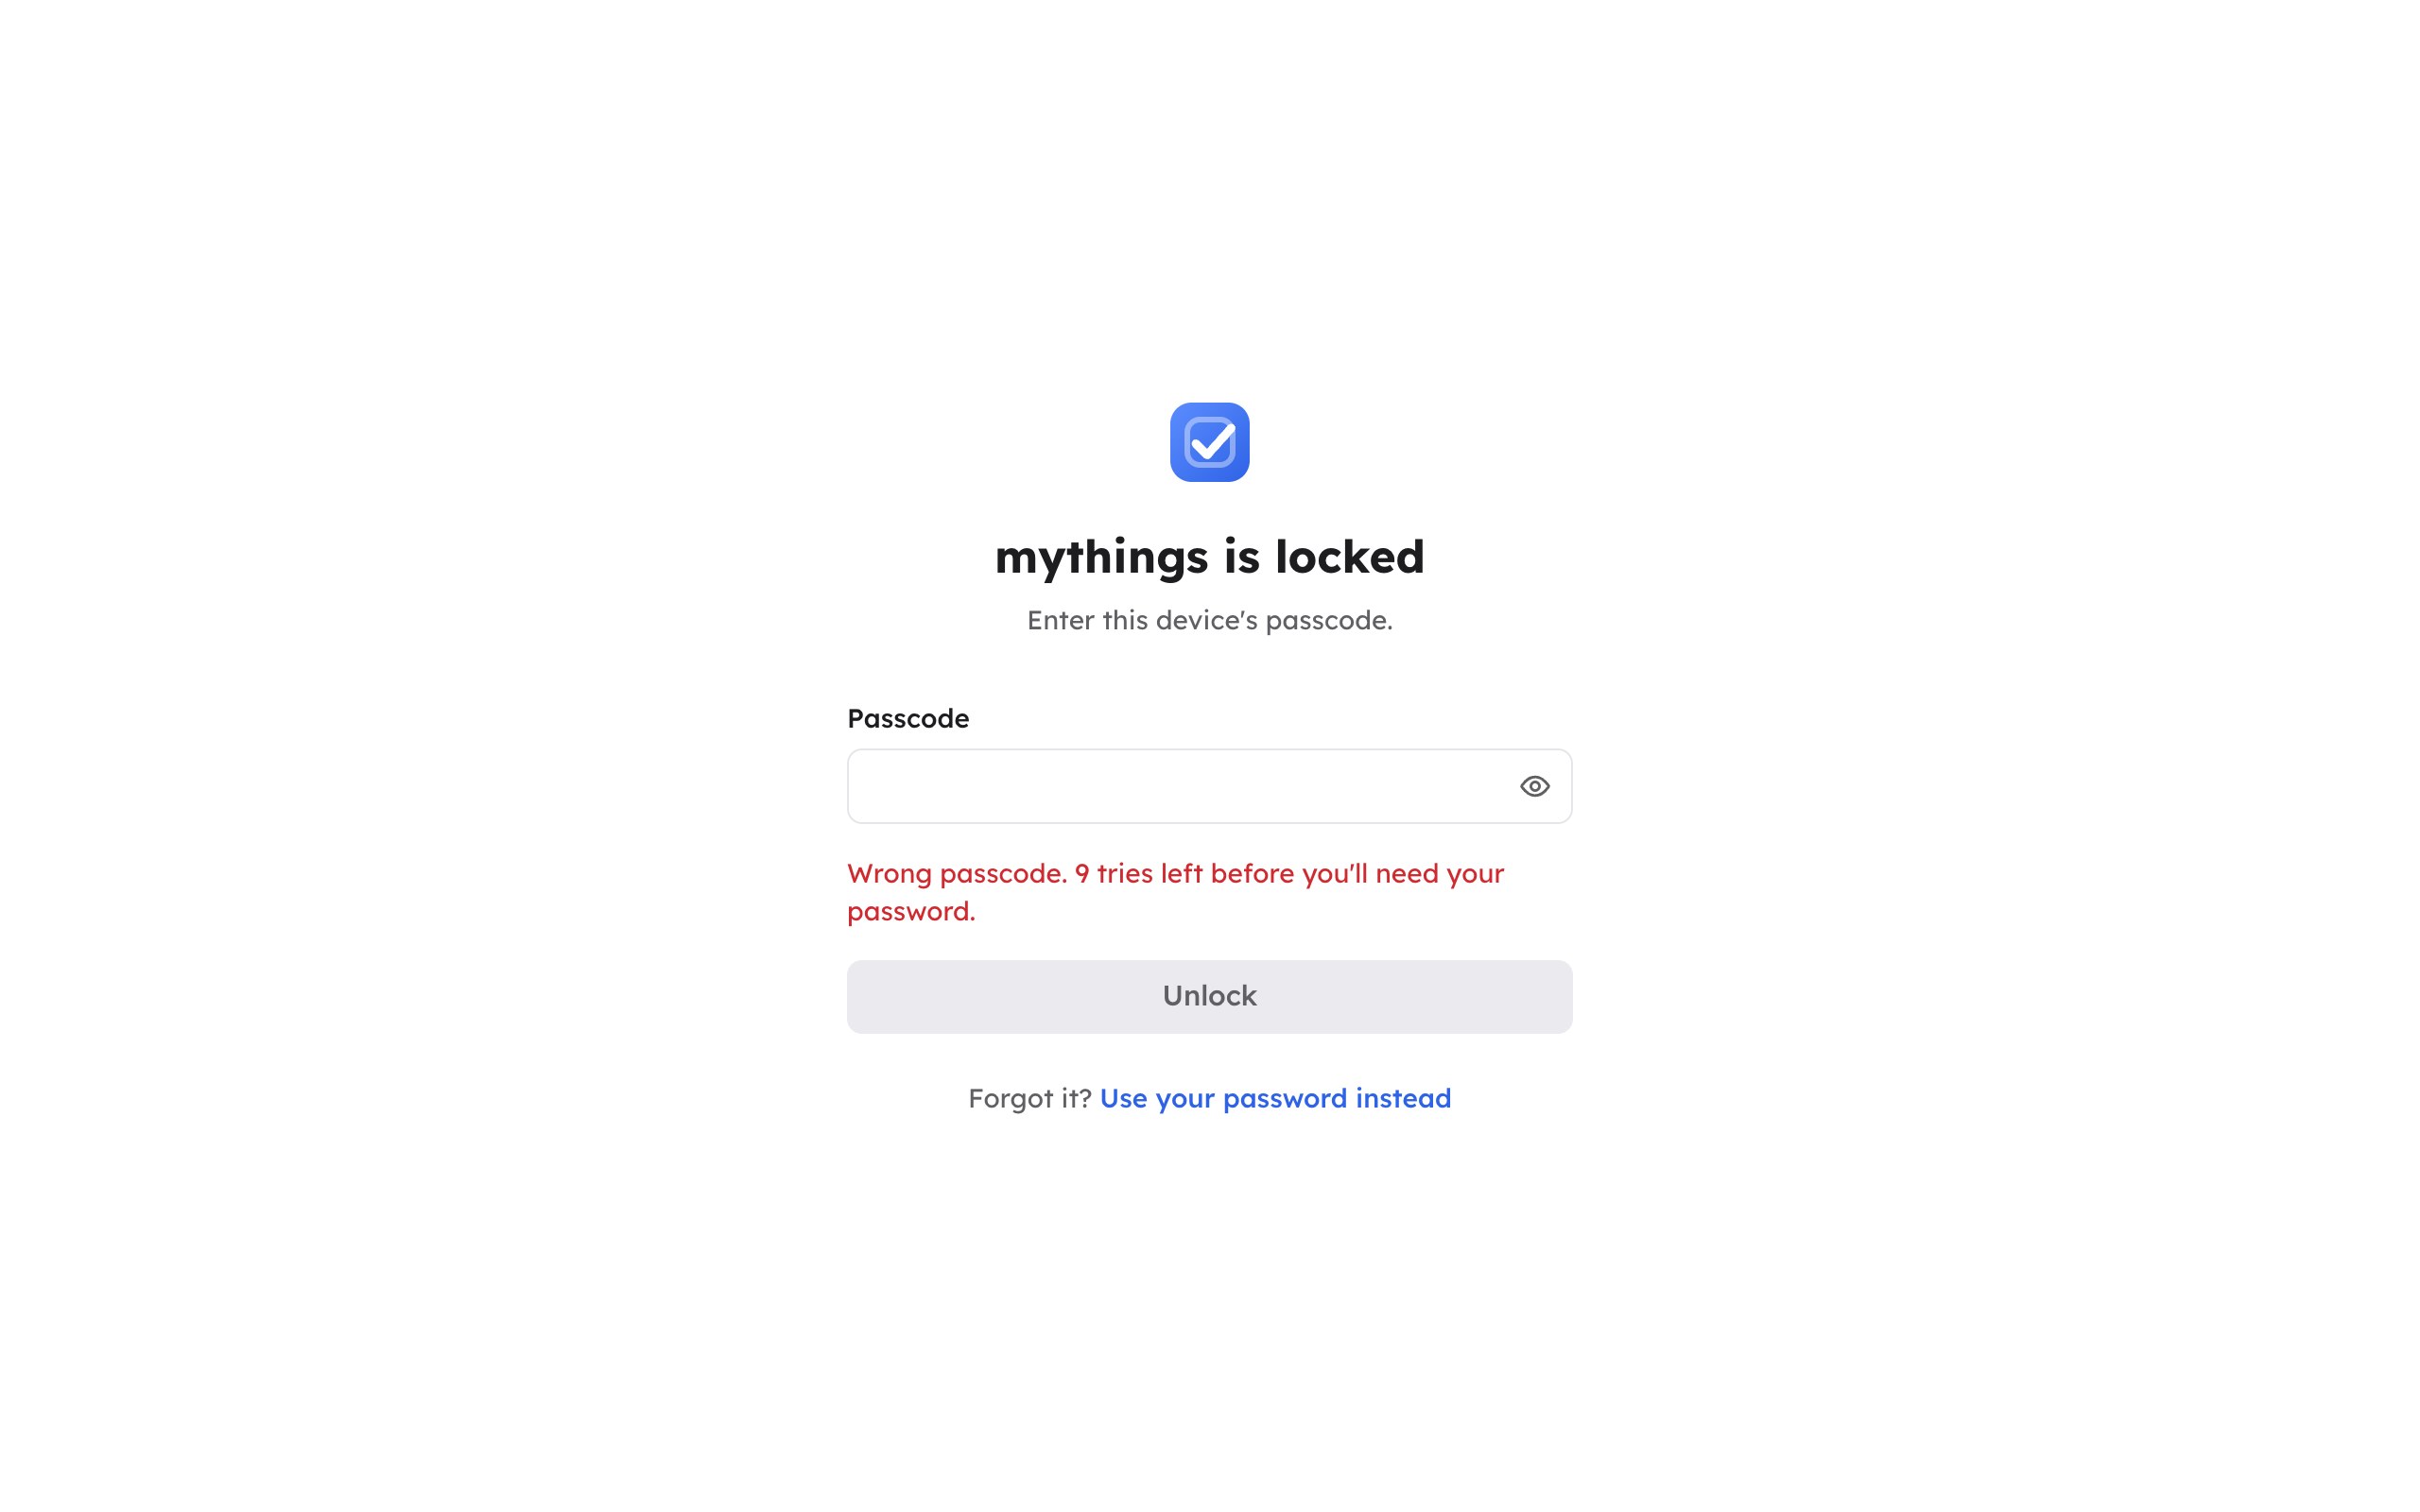 mythings is locked
Enter this device's passcode.
Passcode
Wrong passcode. 9 tries left before you'll need your
password.
Unlock
Forgot it? Use your password instead